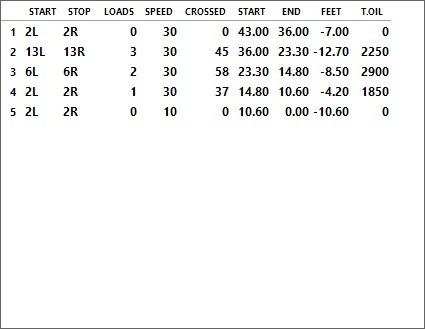 START STOP LOADS SPEED CROSSED START END FEET T.OIL
1 2L 2R 0 30 0 43.00 36.00 -7.00 0
2 13L 13R 3 30 45 36.00 23.30 -12.70 2250
3 6L 6R 2 30 58 23.30 14.80 -8.50 2900
4 2L 2R 1 30 37 14.80 10.60 -4.20 1850
5 2L 2R 0 10 0 10.60 0.00 -10.60 0